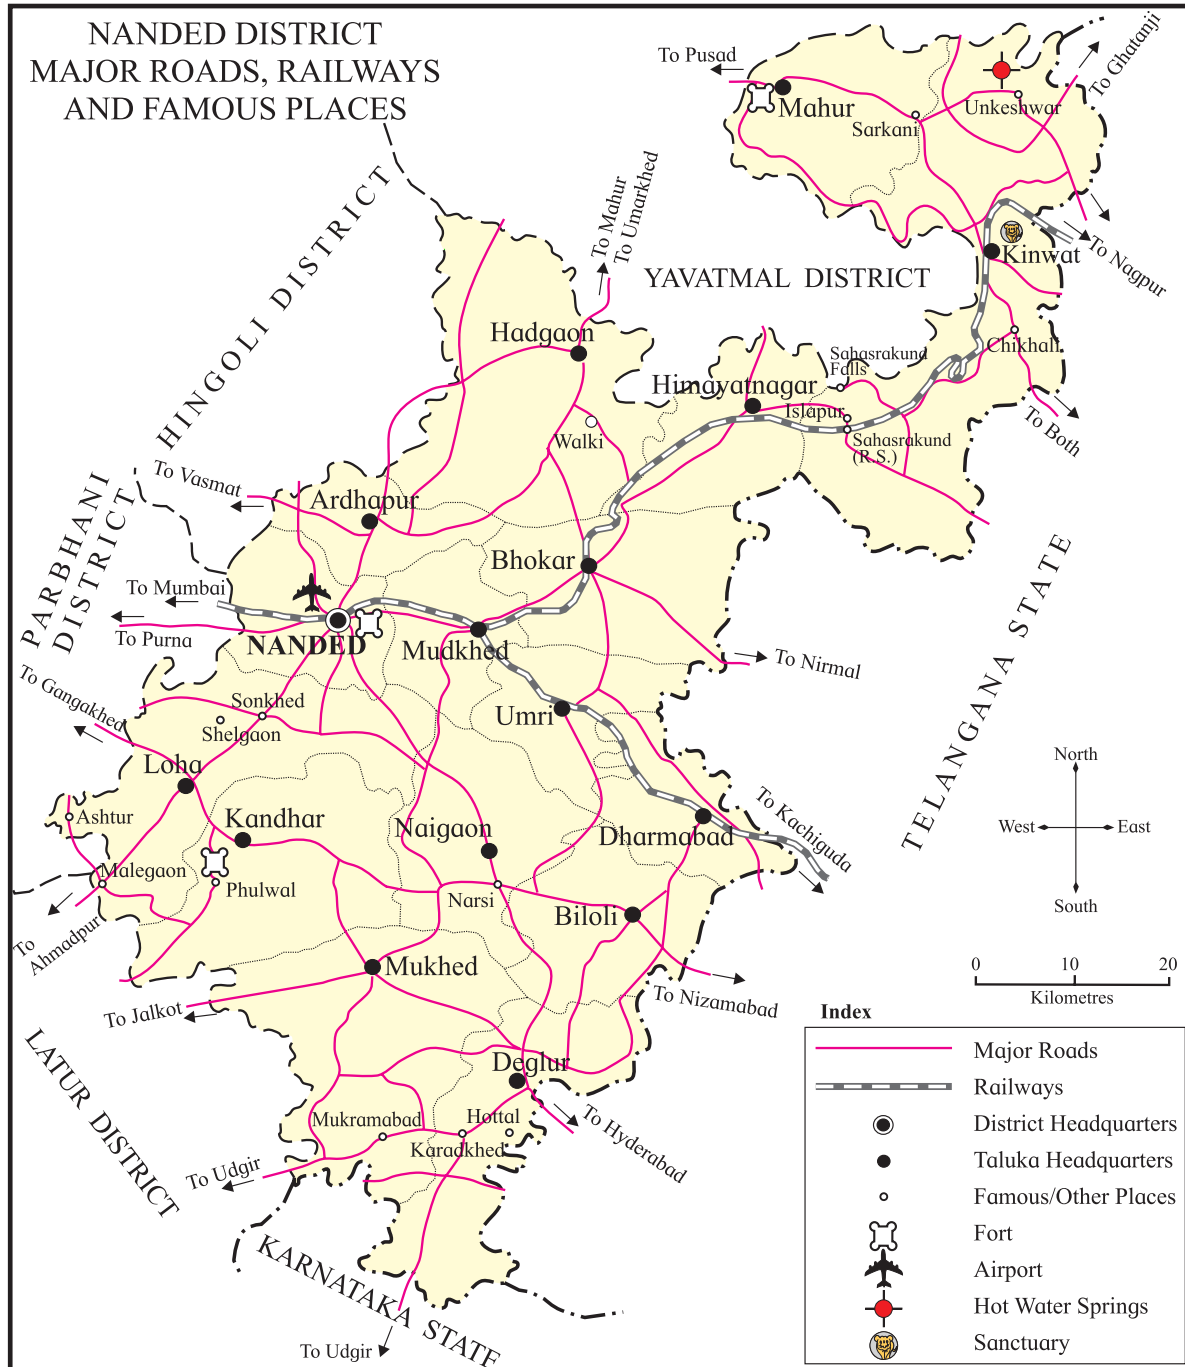 NANDED DISTRICT
MAJOR ROADS, RAILWAYS
AND FAMOUS PLACES
To Pusad
To Ghatanji
Mahur
Unkeshwar
Sarkani
HINGOLI DISTRICT
To Mahur
To Umarkhed
YAVATMAL DISTRICT
Kinwat
To Nagpur
Hadgaon
Chikhali
Sahasrakund
Falls
Himayatnagar
Islapur
To Both
Walki
Sahasrakund
(R.S.)
To Vasmat
Ardhapur
PARBHANI
DISTRICT
Bhokar
To Mumbai
To Purna
NANDED
Mudkhed
To Nirmal
TELANGANA STATE
To Gangakhed
Sonkhed
Shelgaon
Umri
Loha
North
West
East
South
Ashtur
Kandhar
Naigaon
Dharmabad
To Kachiguda
Malegaon
Phulwal
Narsi
Biloli
To
Ahmadpur
Mukhed
To Nizamabad
To Jalkot
0 10 20
Kilometres
LATUR DISTRICT
Deglur
Mukramabad
Hottal
Karadkhed
To Hyderabad
To Udgir
KARNATAKA STATE
To Udgir
Index
Major Roads
Railways
District Headquarters
Taluka Headquarters
Famous/Other Places
Fort
Airport
Hot Water Springs
Sanctuary